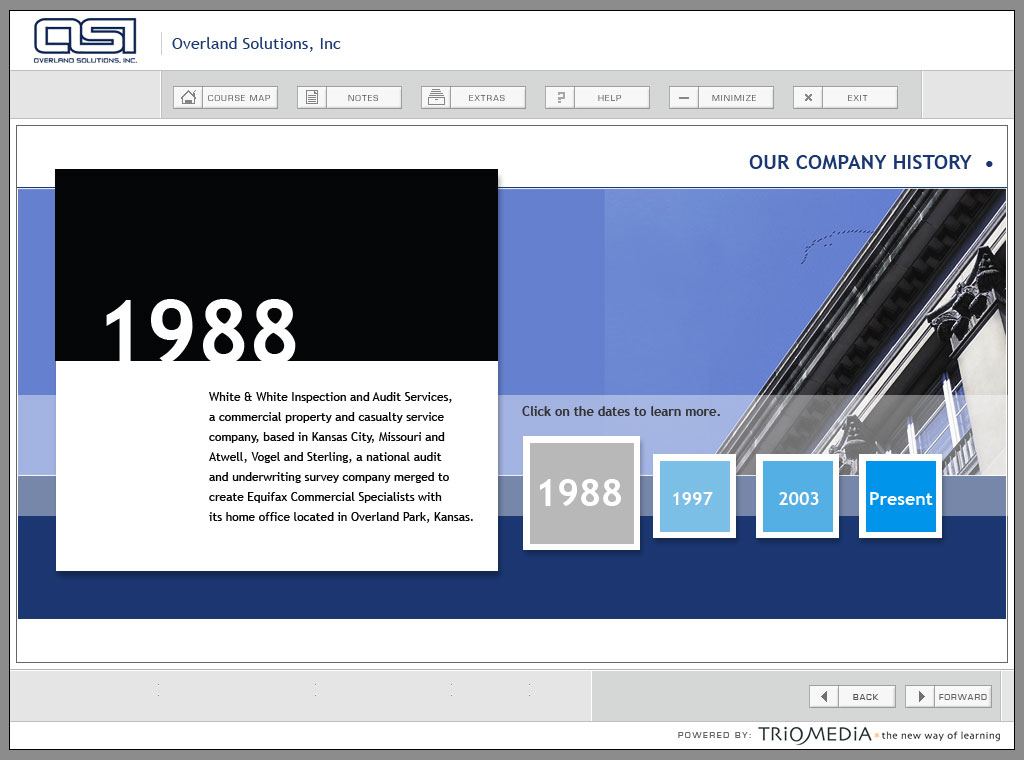 OSI
OVERLAND SOLUTIONS, INC.
Overland Solutions, Inc
COURSE MAP
NOTES
EXTRAS
HELP
MINIMIZE
EXIT
OUR COMPANY HISTORY •
1988
White & White Inspection and Audit Services,
a commercial property and casualty service
company, based in Kansas City, Missouri and
Atwell, Vogel and Sterling, a national audit
and underwriting survey company merged to
create Equifax Commercial Specialists with
its home office located in Overland Park, Kansas.
Click on the dates to learn more.
1988
1997
2003
Present
BACK
FORWARD
POWERED BY: TRIOMEDIA • the new way of learning